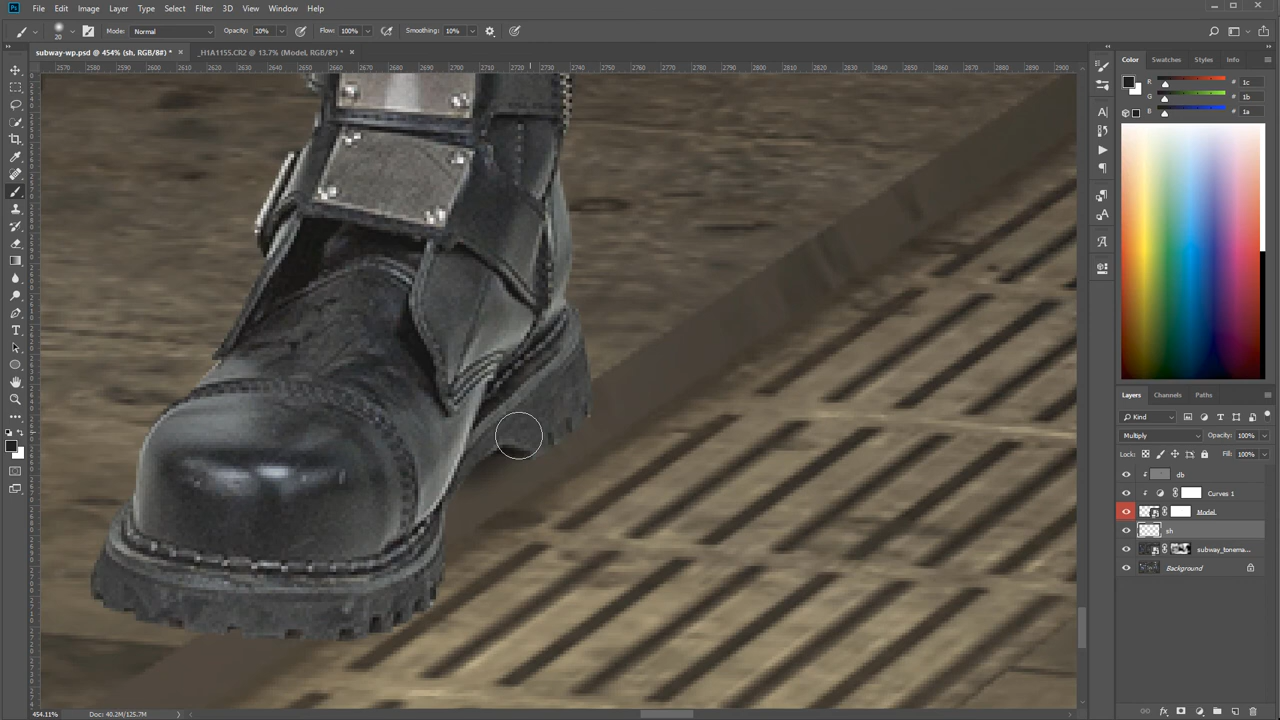 Ps File Edit Image Layer Type Select Filter 3D View Window Help
20 Mode: Normal Opacity: 20% Flow: 100% Smoothing: 10%
subway-wp.psd @ 454% (sh, RGB/8#) * × _H1A1155.CR2 @ 13.7% (Model, RGB/8*) * ×
2570 2580 2590 2600 2610 2620 2630 2640 2650 2660 2670 2680 2690 2700 2710 2720 2730 2740 2750 2760 2770 2780 2790 2800 2810 2820 2830 2840 2850 2860 2870 2880 2890 2900
Color Swatches Styles Info
R # 1c
G # 1b
B # 1a
Layers Channels Paths
Kind
Multiply Opacity: 100%
Lock: Fill: 100%
db
Curves 1
Model
sh
subway_tonema...
Background
454.11% Doc: 40.2M/125.7M